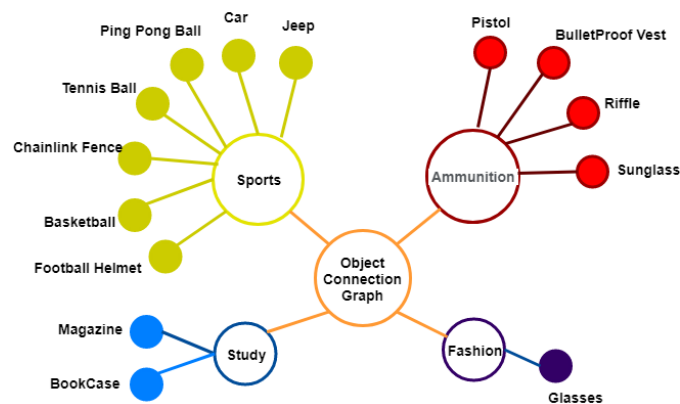 Ping Pong Ball
Car
Jeep
Tennis Ball
Chainlink Fence
Sports
Basketball
Football Helmet
Pistol
BulletProof Vest
Riffle
Ammunition
Sunglass
Object
Connection
Graph
Magazine
Study
BookCase
Fashion
Glasses